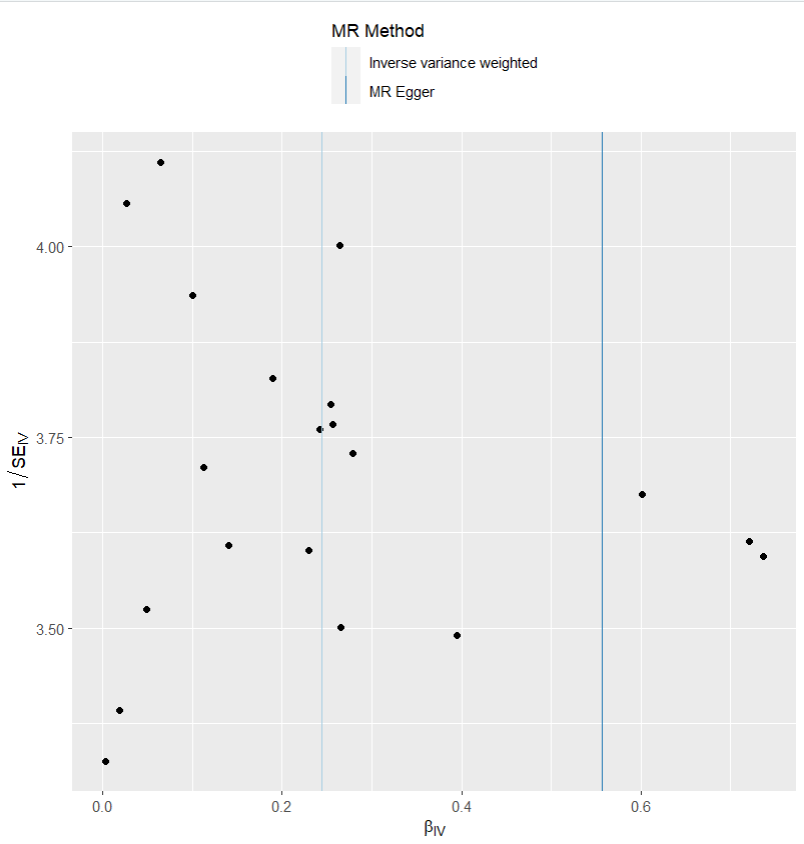 MR Method
Inverse variance weighted
MR Egger
4.00
3.75
3.50
1/SEIV
0.0
0.2
0.4
0.6
βIV